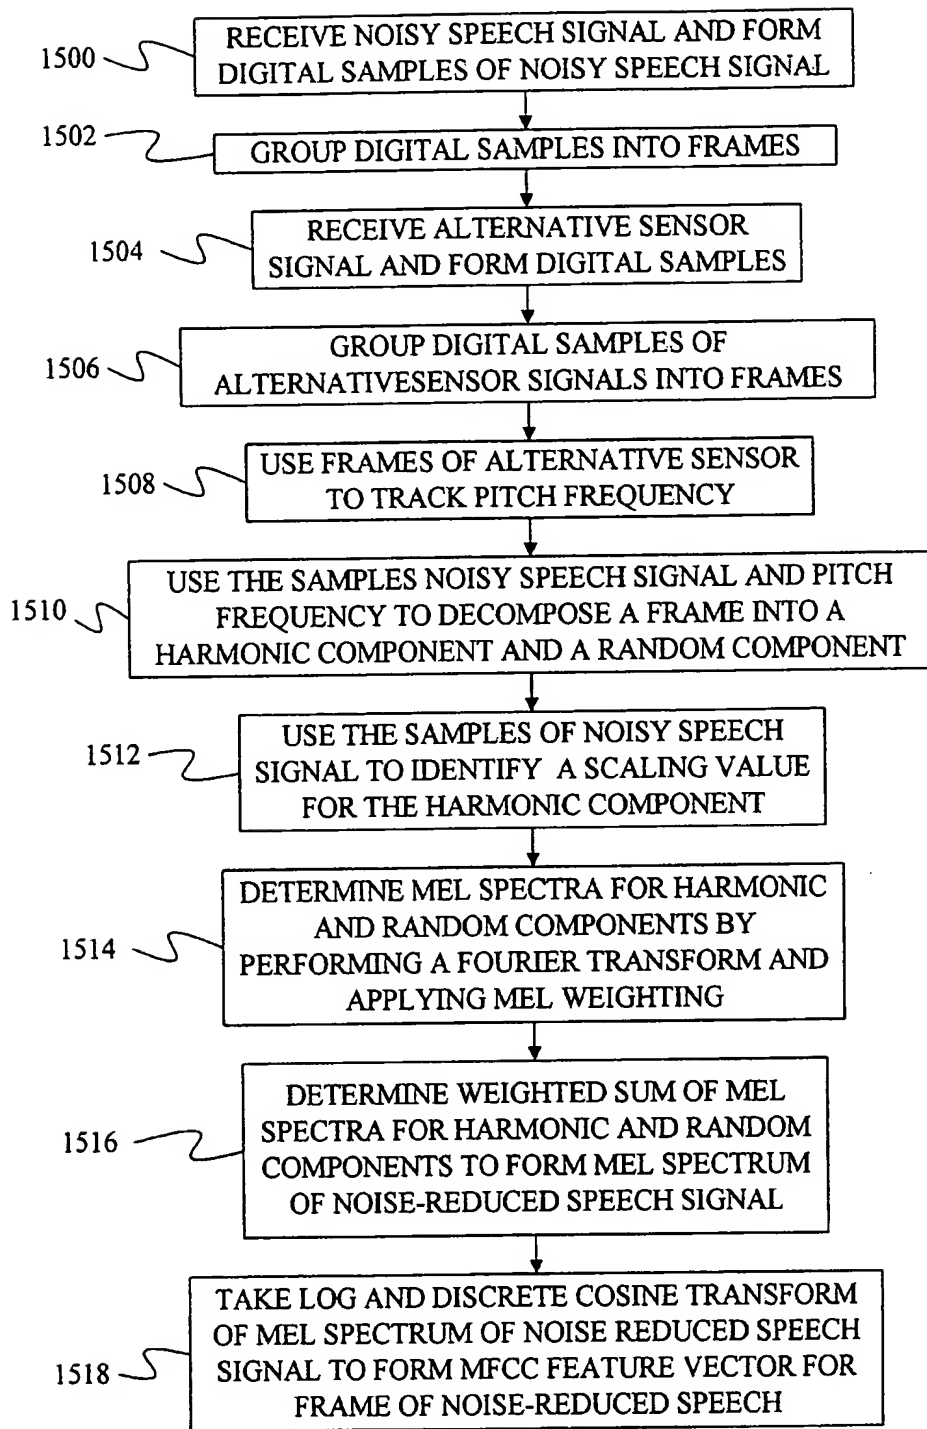 1500
RECEIVE NOISY SPEECH SIGNAL AND FORM
DIGITAL SAMPLES OF NOISY SPEECH SIGNAL
1502
GROUP DIGITAL SAMPLES INTO FRAMES
1504
RECEIVE ALTERNATIVE SENSOR
SIGNAL AND FORM DIGITAL SAMPLES
1506
GROUP DIGITAL SAMPLES OF
ALTERNATIVESENSOR SIGNALS INTO FRAMES
1508
USE FRAMES OF ALTERNATIVE SENSOR
TO TRACK PITCH FREQUENCY
1510
USE THE SAMPLES NOISY SPEECH SIGNAL AND PITCH
FREQUENCY TO DECOMPOSE A FRAME INTO A
HARMONIC COMPONENT AND A RANDOM COMPONENT
1512
USE THE SAMPLES OF NOISY SPEECH
SIGNAL TO IDENTIFY A SCALING VALUE
FOR THE HARMONIC COMPONENT
1514
DETERMINE MEL SPECTRA FOR HARMONIC
AND RANDOM COMPONENTS BY
PERFORMING A FOURIER TRANSFORM AND
APPLYING MEL WEIGHTING
1516
DETERMINE WEIGHTED SUM OF MEL
SPECTRA FOR HARMONIC AND RANDOM
COMPONENTS TO FORM MEL SPECTRUM
OF NOISE-REDUCED SPEECH SIGNAL
1518
TAKE LOG AND DISCRETE COSINE TRANSFORM
OF MEL SPECTRUM OF NOISE REDUCED SPEECH
SIGNAL TO FORM MFCC FEATURE VECTOR FOR
FRAME OF NOISE-REDUCED SPEECH